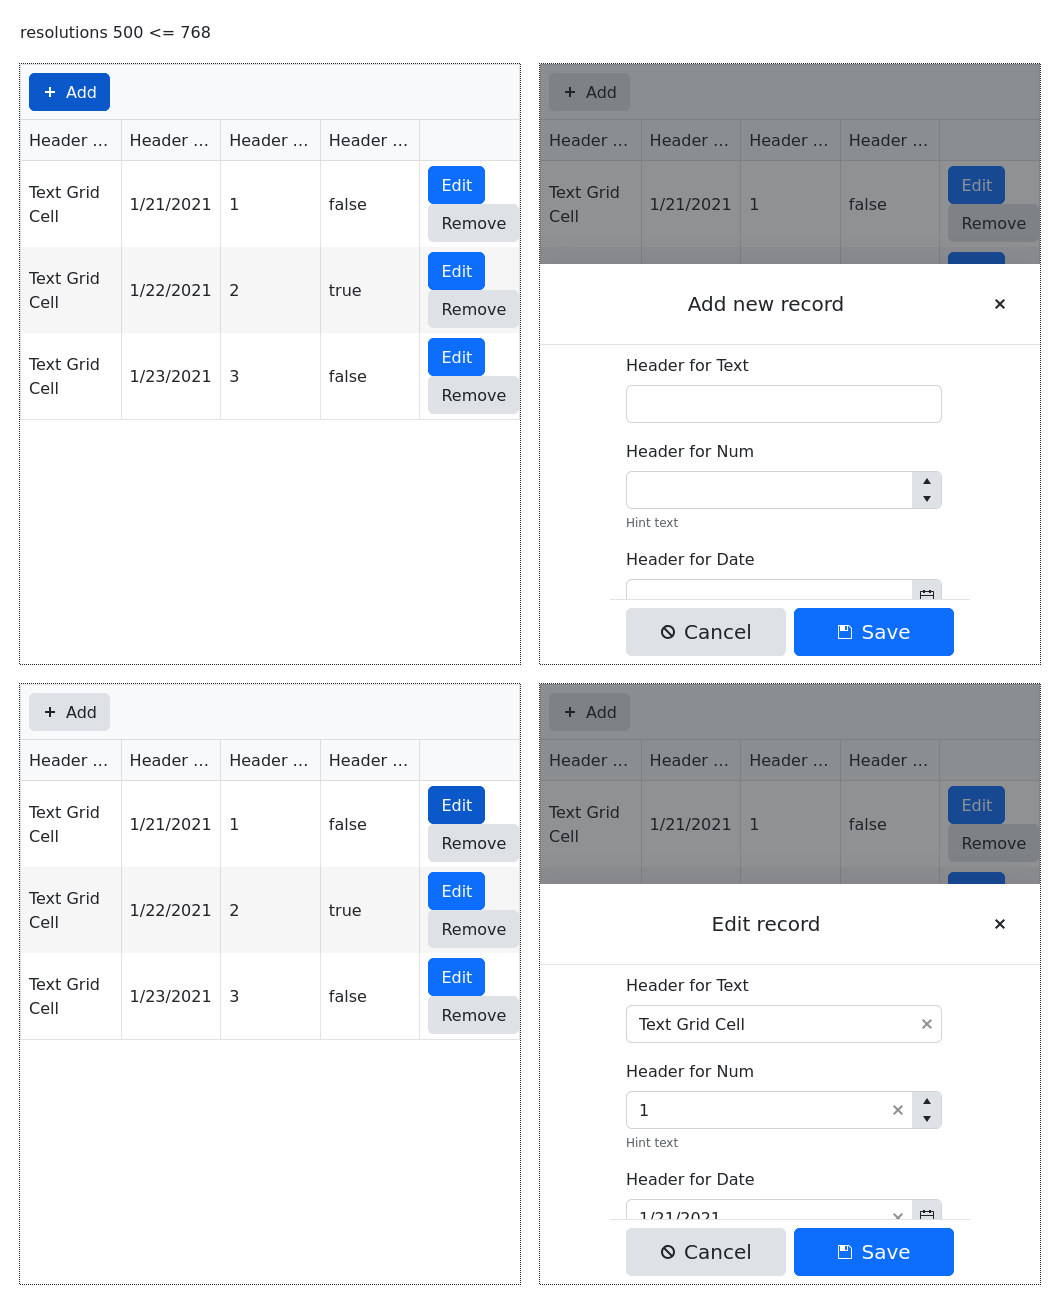 resolutions 500 <= 768
Add
Header ... Header ... Header ... Header ...
Text Grid Cell 1/21/2021 1 false Edit Remove
Text Grid Cell 1/22/2021 2 true Edit Remove
Text Grid Cell 1/23/2021 3 false Edit Remove
Add
Header ... Header ... Header ... Header ...
Text Grid Cell 1/21/2021 1 false Edit Remove
Add new record
Header for Text
Header for Num
Hint text
Header for Date
Cancel Save
Add
Header ... Header ... Header ... Header ...
Text Grid Cell 1/21/2021 1 false Edit Remove
Text Grid Cell 1/22/2021 2 true Edit Remove
Text Grid Cell 1/23/2021 3 false Edit Remove
Add
Header ... Header ... Header ... Header ...
Text Grid Cell 1/21/2021 1 false Edit Remove
Edit record
Header for Text
Text Grid Cell
Header for Num
1
Hint text
Header for Date
1/21/2021
Cancel Save